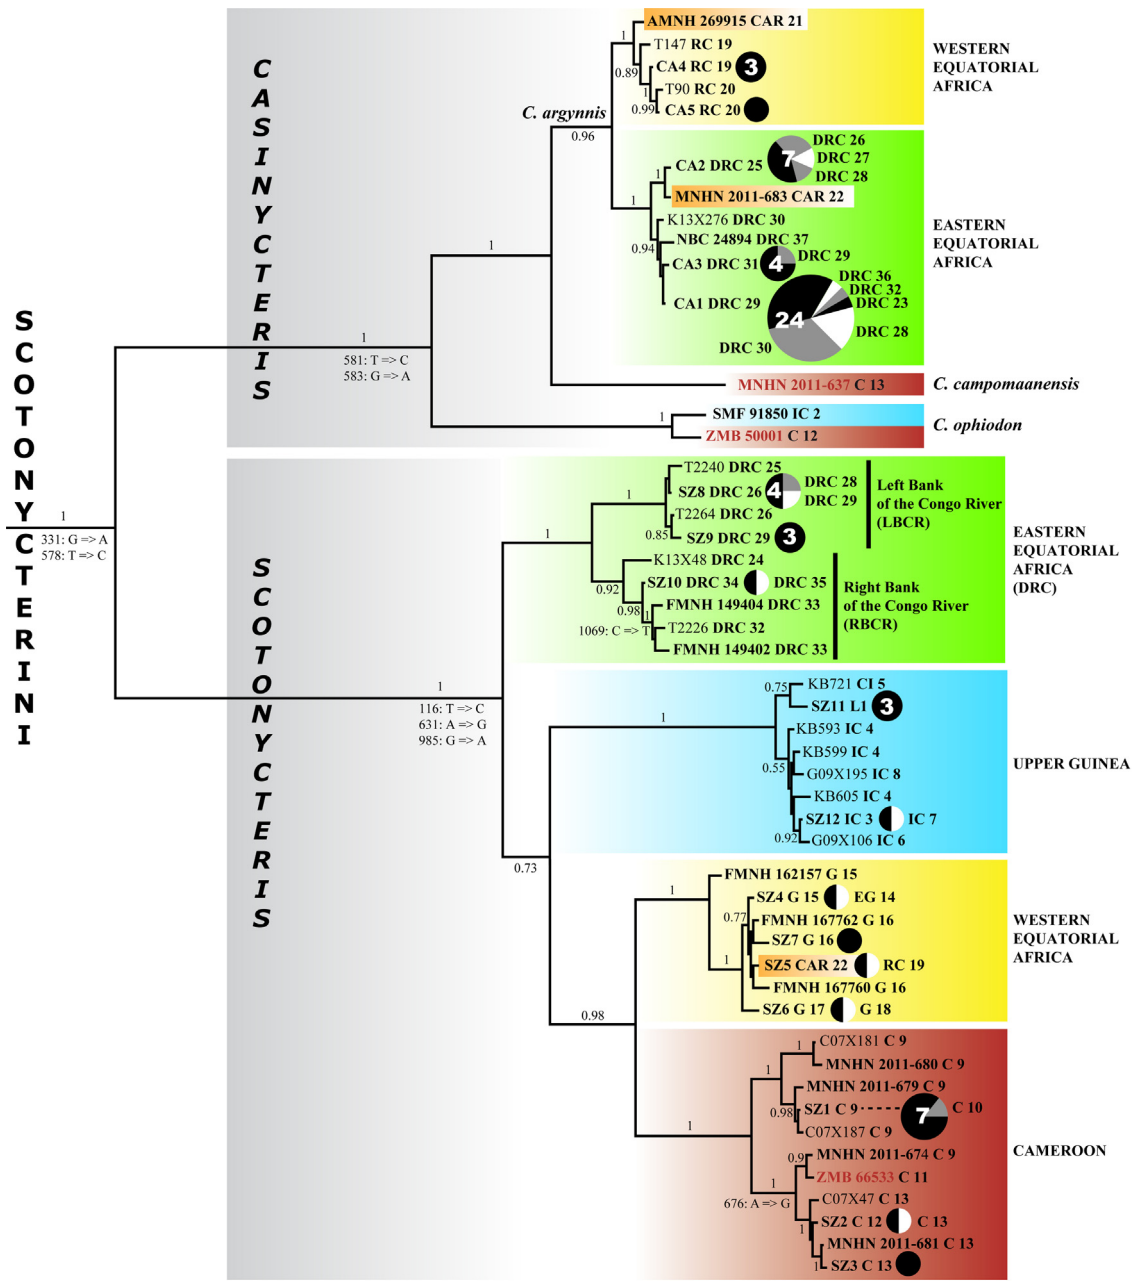 SCOTONYCTERINI
1
331: G => A
578: T => C
CASINYCTERIS
1
581: T => C
583: G => A
1
C. argynnis
0.96
1
AMNH 269915 CAR 21
T147 RC 19
0.89
CA4 RC 19
3
1
T90 RC 20
0.99
CA5 RC 20
WESTERN
EQUATORIAL
AFRICA
1
1
CA2 DRC 25
7
DRC 26
DRC 27
DRC 28
MNHN 2011-683 CAR 22
K13X276 DRC 30
0.94
NBC 24894 DRC 37
CA3 DRC 31
4
DRC 29
CA1 DRC 29
24
DRC 36
DRC 32
DRC 23
DRC 28
DRC 30
EASTERN
EQUATORIAL
AFRICA
MNHN 2011-637 C 13
C. campomaanensis
1
SMF 91850 IC 2
ZMB 50001 C 12
C. ophiodon
SCOTONYCTERIS
1
116: T => C
631: A => G
985: G => A
1
1
T2240 DRC 25
SZ8 DRC 26
4
DRC 28
DRC 29
T2264 DRC 26
0.85
SZ9 DRC 29
3
Left Bank
of the Congo River
(LBCR)
0.92
K13X48 DRC 24
0.98
SZ10 DRC 34
DRC 35
1
FMNH 149404 DRC 33
1069: C => T
T2226 DRC 32
FMNH 149402 DRC 33
Right Bank
of the Congo River
(RBCR)
EASTERN
EQUATORIAL
AFRICA
(DRC)
0.73
1
0.75
KB721 CI 5
SZ11 L1
3
KB593 IC 4
0.55
KB599 IC 4
G09X195 IC 8
KB605 IC 4
SZ12 IC 3
IC 7
0.92
G09X106 IC 6
UPPER GUINEA
0.98
1
FMNH 162157 G 15
1
0.77
SZ4 G 15
EG 14
FMNH 167762 G 16
SZ7 G 16
SZ5 CAR 22
RC 19
FMNH 167760 G 16
SZ6 G 17
G 18
WESTERN
EQUATORIAL
AFRICA
1
1
1
C07X181 C 9
MNHN 2011-680 C 9
MNHN 2011-679 C 9
0.98
SZ1 C 9
7
C 10
C07X187 C 9
1
676: A => G
0.9
MNHN 2011-674 C 9
ZMB 66533 C 11
C07X47 C 13
1
SZ2 C 12
C 13
MNHN 2011-681 C 13
1
SZ3 C 13
CAMEROON